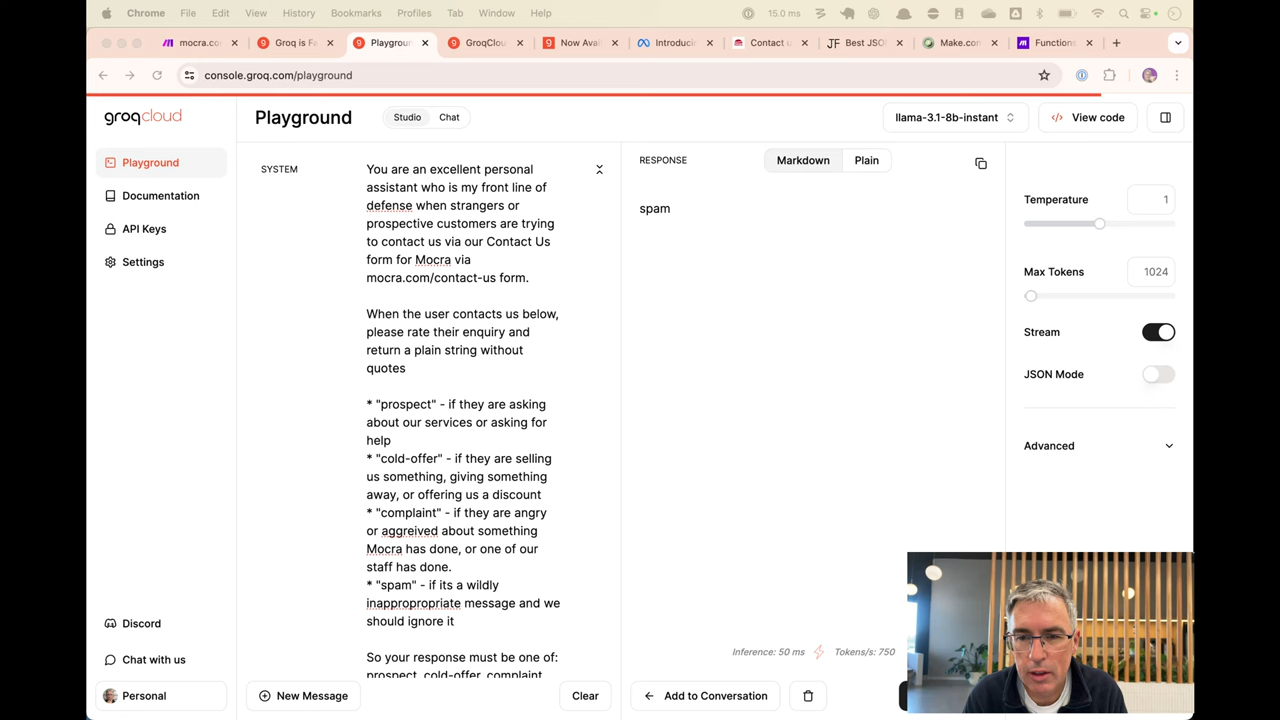 Chrome File Edit View History Bookmarks Profiles Tab Window Help 15.0 ms
mocra.co Groq is F Playgroun GroqClou Now Avai Introduci Contact u Best JSO Make.con Functions
console.groq.com/playground
groqcloud
Playground
Studio
Chat
llama-3.1-8b-instant
View code
Playground
Documentation
API Keys
Settings
Discord
Chat with us
Personal
SYSTEM
You are an excellent personal
assistant who is my front line of
defense when strangers or
prospective customers are trying
to contact us via our Contact Us
form for Mocra via
mocra.com/contact-us form.
When the user contacts us below,
please rate their enquiry and
return a plain string without
quotes
* "prospect" - if they are asking
about our services or asking for
help
* "cold-offer" - if they are selling
us something, giving something
away, or offering us a discount
* "complaint" - if they are angry
or aggreived about something
Mocra has done, or one of our
staff has done.
* "spam" - if its a wildly
inappropropriate message and we
should ignore it
So your response must be one of:
prospect, cold-offer, complaint,
New Message
Clear
RESPONSE
Markdown
Plain
spam
Inference: 50 ms
Tokens/s: 750
Add to Conversation
Temperature
1
Max Tokens
1024
Stream
JSON Mode
Advanced